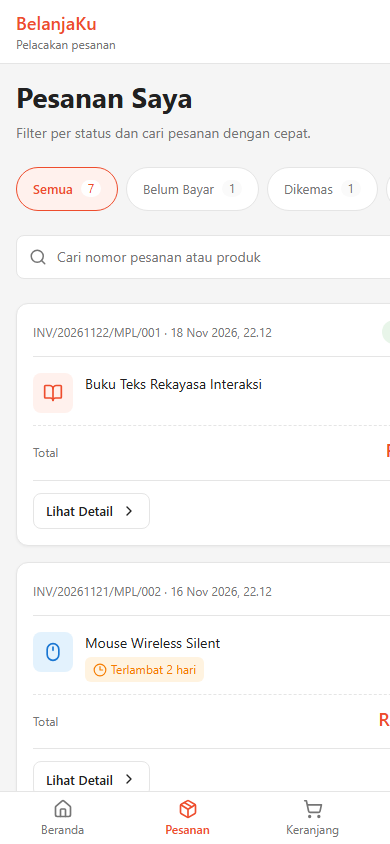 BelanjaKu
Pelacakan pesanan
Pesanan Saya
Filter per status dan cari pesanan dengan cepat.
Semua 7
Belum Bayar 1
Dikemas 1
Cari nomor pesanan atau produk
INV/20261122/MPL/001 · 18 Nov 2026, 22.12
Buku Teks Rekayasa Interaksi
Total
Lihat Detail
INV/20261121/MPL/002 · 16 Nov 2026, 22.12
Mouse Wireless Silent
Terlambat 2 hari
Total
Lihat Detail
Beranda
Pesanan
Keranjang